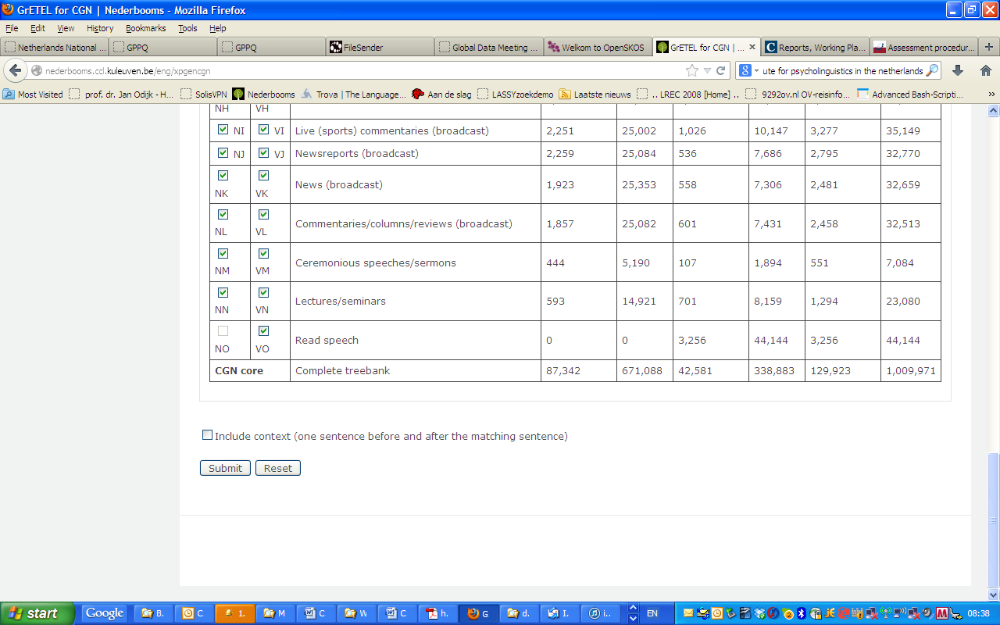 GrETEL for CGN | Nederbooms - Mozilla Firefox
File Edit View History Bookmarks Tools Help
Netherlands National ... GPPQ GPPQ FileSender Global Data Meeting ... Welkom to OpenSKOS GrETEL for CGN | ... × Reports, Working Pla... Assessment procedur... +
nederbooms.ccl.kuleuven.be/eng/xpgencgn ute for psycholinguistics in the netherlands
Most Visited prof. dr. Jan Odijk - H... SolisVPN Nederbooms Trova | The Language... Aan de slag LASSYzoekdemo Laatste nieuws .. LREC 2008 [Home] .. 9292ov.nl OV-reisinfo... Advanced Bash-Scripti... »
NH VH
NI VI Live (sports) commentaries (broadcast) 2,251 25,002 1,026 10,147 3,277 35,149
NJ VJ Newsreports (broadcast) 2,259 25,084 536 7,686 2,795 32,770
NK VK News (broadcast) 1,923 25,353 558 7,306 2,481 32,659
NL VL Commentaries/columns/reviews (broadcast) 1,857 25,082 601 7,431 2,458 32,513
NM VM Ceremonious speeches/sermons 444 5,190 107 1,894 551 7,084
NN VN Lectures/seminars 593 14,921 701 8,159 1,294 23,080
NO VO Read speech 0 0 3,256 44,144 3,256 44,144
CGN core Complete treebank 87,342 671,088 42,581 338,883 129,923 1,009,971
Include context (one sentence before and after the matching sentence)
Submit Reset
start Google B. C 1. M C W C h. G d. I. i.. EN 08:38